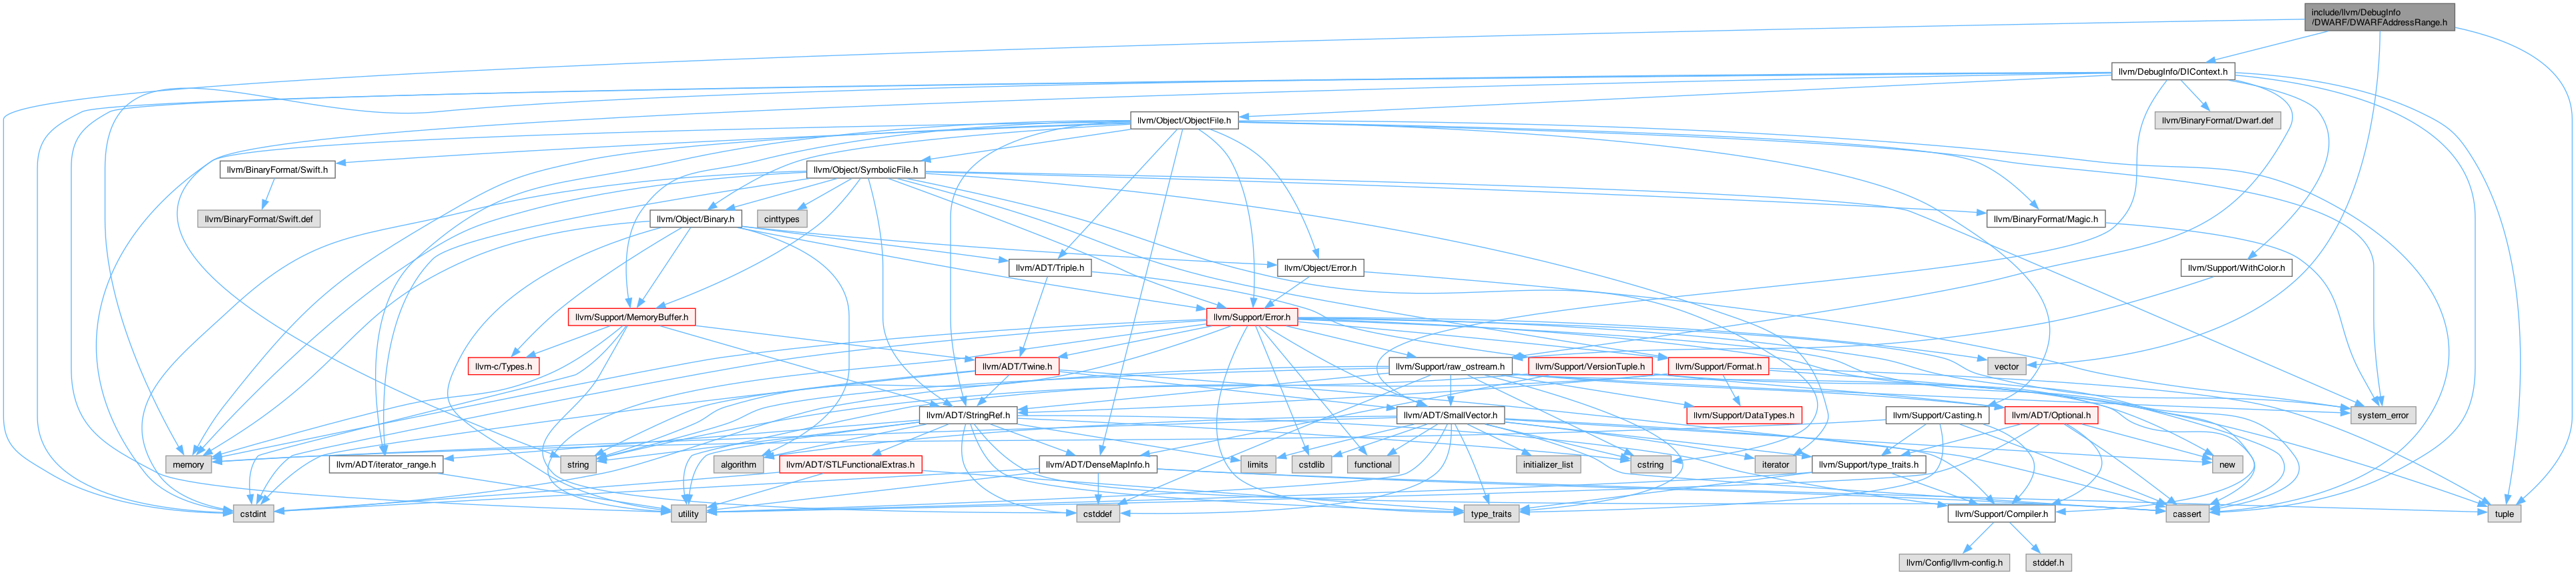 include/llvm/DebugInfo
/DWARF/DWARFAddressRange.h
llvm/DebugInfo/DIContext.h
llvm/Object/ObjectFile.h
llvm/BinaryFormat/Dwarf.def
llvm/BinaryFormat/Swift.h
llvm/Object/SymbolicFile.h
llvm/BinaryFormat/Swift.def
llvm/Object/Binary.h
cinttypes
llvm/BinaryFormat/Magic.h
llvm/ADT/Triple.h
llvm/Object/Error.h
llvm/Support/WithColor.h
llvm/Support/MemoryBuffer.h
llvm/Support/Error.h
llvm-c/Types.h
llvm/ADT/Twine.h
llvm/Support/raw_ostream.h
llvm/Support/VersionTuple.h
llvm/Support/Format.h
vector
llvm/ADT/StringRef.h
llvm/ADT/SmallVector.h
llvm/Support/DataTypes.h
llvm/Support/Casting.h
llvm/ADT/Optional.h
system_error
memory
llvm/ADT/iterator_range.h
string
algorithm
llvm/ADT/STLFunctionalExtras.h
llvm/ADT/DenseMapInfo.h
limits
cstdlib
functional
initializer_list
cstring
iterator
llvm/Support/type_traits.h
new
cstdint
utility
cstddef
type_traits
llvm/Support/Compiler.h
cassert
tuple
llvm/Config/llvm-config.h
stddef.h